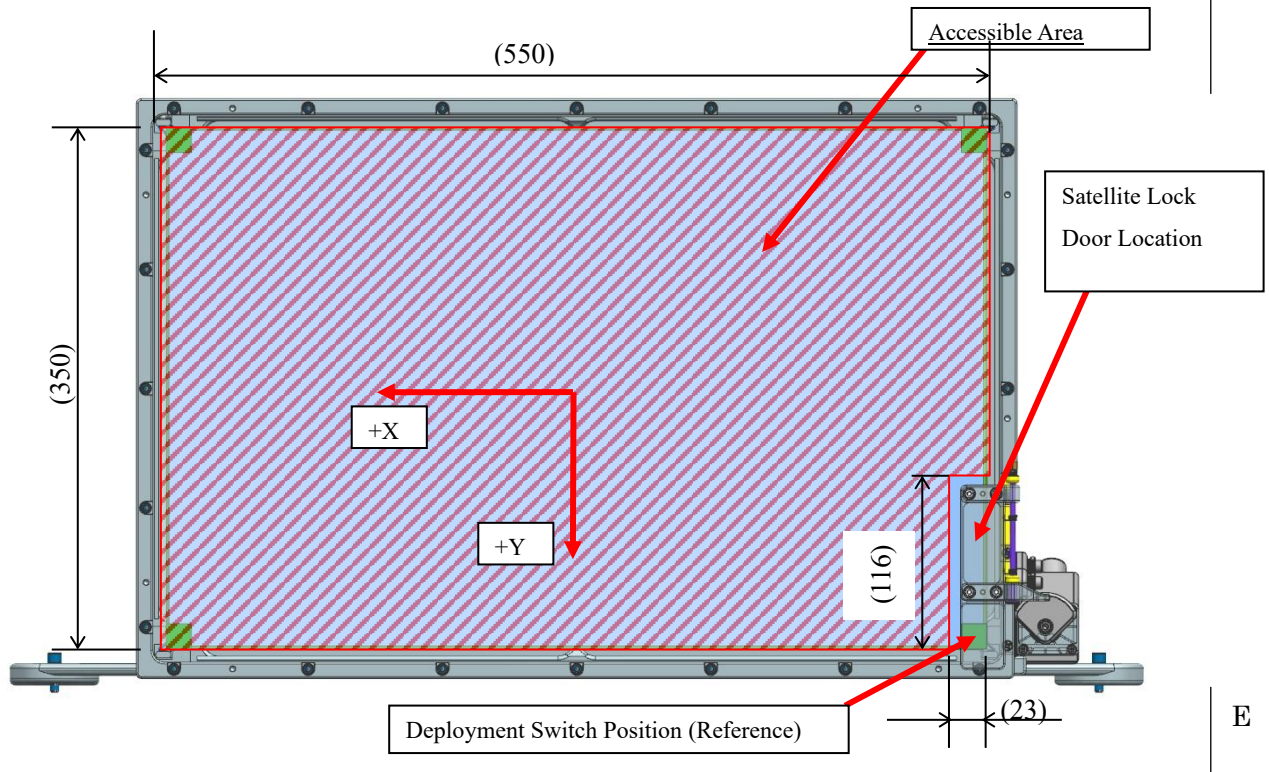 Accessible Area
(550)
Satellite Lock
Door Location
(350)
+X
+Y
(116)
(23)
Deployment Switch Position (Reference)
E